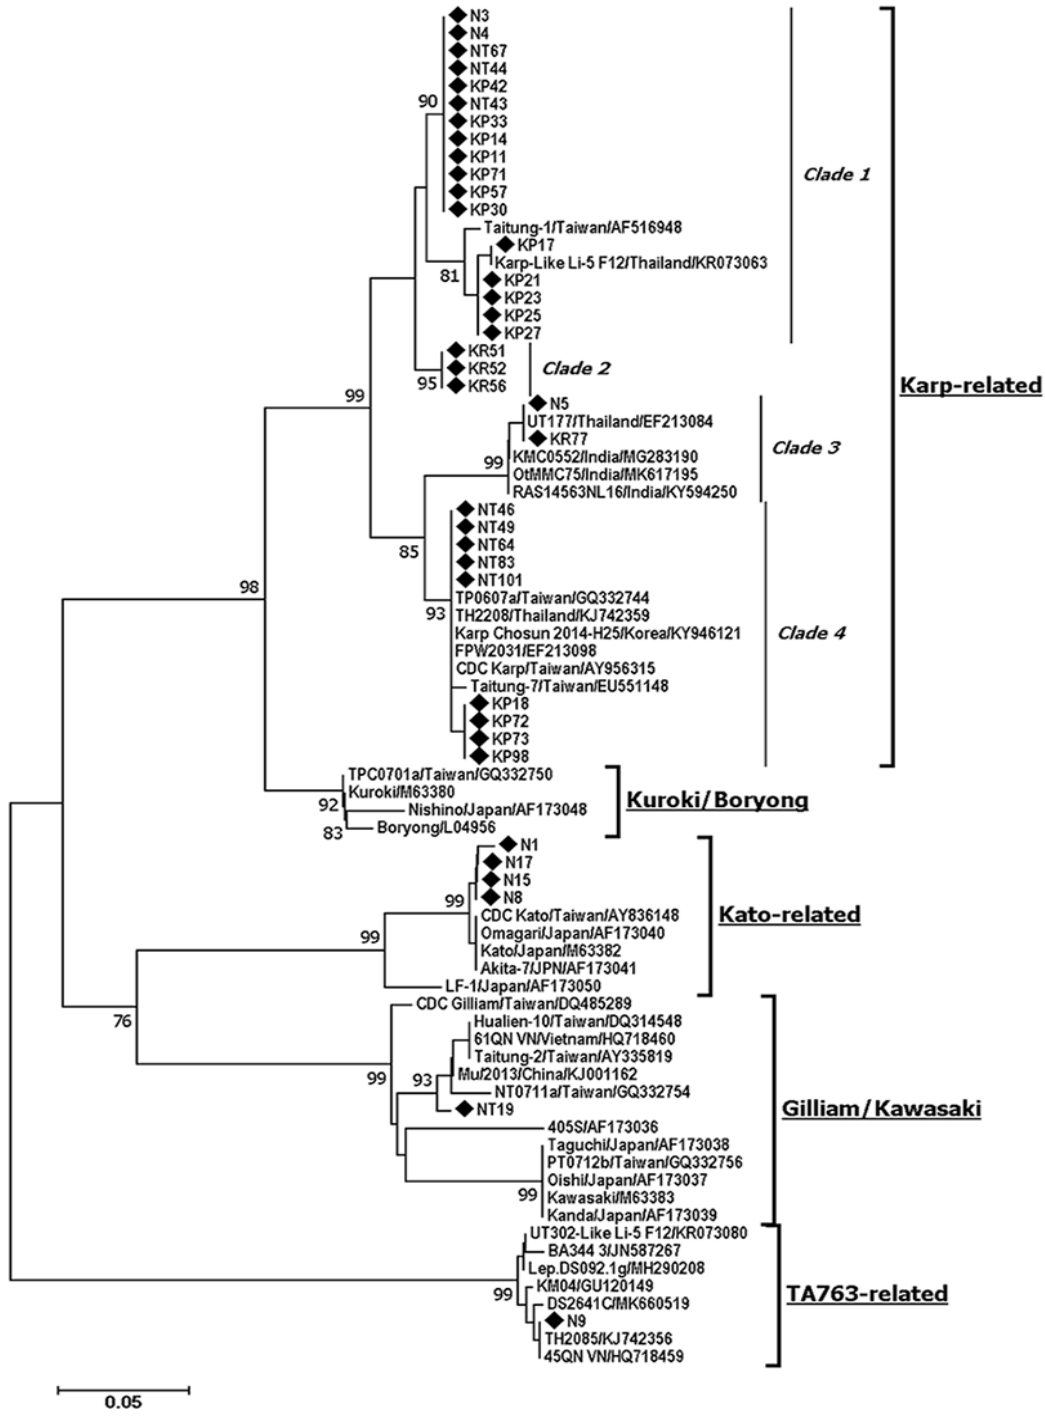 N3
N4
NT67
NT44
KP42
NT43
90
KP33
KP14
KP11
KP71
Clade 1
KP57
KP30
Taitung-1/Taiwan/AF516948
KP17
Karp-Like Li-5 F12/Thailand/KR073063
81
KP21
KP23
KP25
KP27
KR51
KR52
Clade 2
95
KR56
Karp-related
99
N5
UT177/Thailand/EF213084
KR77
Clade 3
KMC0552/India/MG283190
99
OtMMC75/India/MK617195
RAS14563NL16/India/KY594250
NT46
NT49
NT64
85
NT83
NT101
98
TP0607a/Taiwan/GQ332744
93
TH2208/Thailand/KJ742359
Karp Chosun 2014-H25/Korea/KY946121
Clade 4
FPW2031/EF213098
CDC Karp/Taiwan/AY956315
Taitung-7/Taiwan/EU551148
KP18
KP72
KP73
KP98
TPC0701a/Taiwan/GQ332750
Kuroki/M63380
92
Kuroki/Boryong
Nishino/Japan/AF173048
83
Boryong/L04956
N1
N17
N15
N8
99
CDC Kato/Taiwan/AY836148
Kato-related
Omagari/Japan/AF173040
99
Kato/Japan/M63382
Akita-7/JPN/AF173041
LF-1/Japan/AF173050
CDC Gilliam/Taiwan/DQ485289
76
Hualien-10/Taiwan/DQ314548
61QN VN/Vietnam/HQ718460
Taitung-2/Taiwan/AY335819
99
93
Mu/2013/China/KJ001162
NT0711a/Taiwan/GQ332754
NT19
Gilliam/Kawasaki
405S/AF173036
Taguchi/Japan/AF173038
PT0712b/Taiwan/GQ332756
Oishi/Japan/AF173037
99
Kawasaki/M63383
Kanda/Japan/AF173039
UT302-Like Li-5 F12/KR073080
BA344 3/JN587267
Lep.DS092.1g/MH290208
99
KM04/GU120149
TA763-related
DS2641C/MK660519
N9
TH2085/KJ742356
45QN VN/HQ718459
0.05